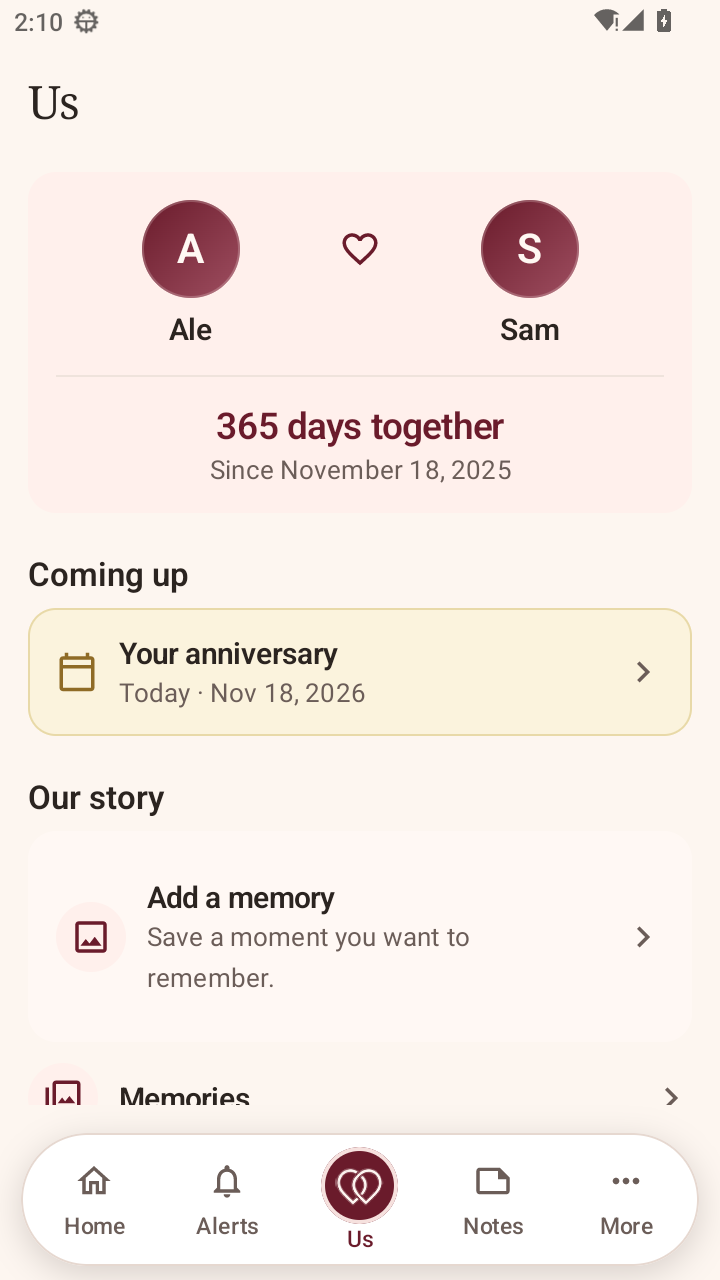 2:10
Us
A
S
Ale
Sam
365 days together
Since November 18, 2025
Coming up
Your anniversary
Today · Nov 18, 2026
Our story
Add a memory
Save a moment you want to
remember.
Memories
Home
Alerts
Us
Notes
More